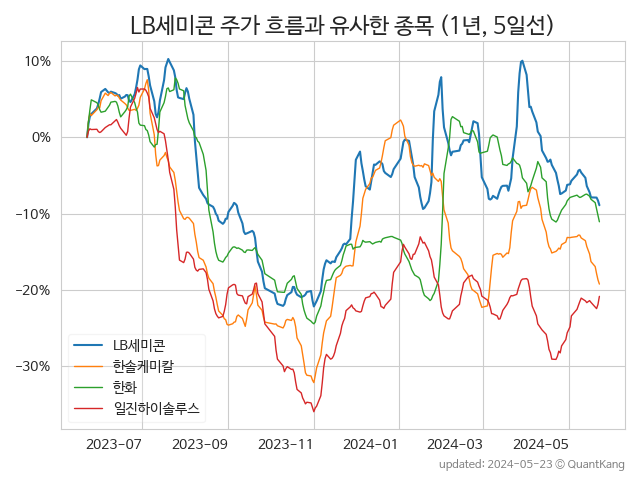 LB세미콘 주가 흐름과 유사한 종목 (1년, 5일선)
10%
0%
−10%
−20%
−30%
LB세미콘
한솔케미칼
한화
일진하이솔루스
2023-07
2023-09
2023-11
2024-01
2024-03
2024-05
updated: 2024-05-23 ⓒ QuantKang